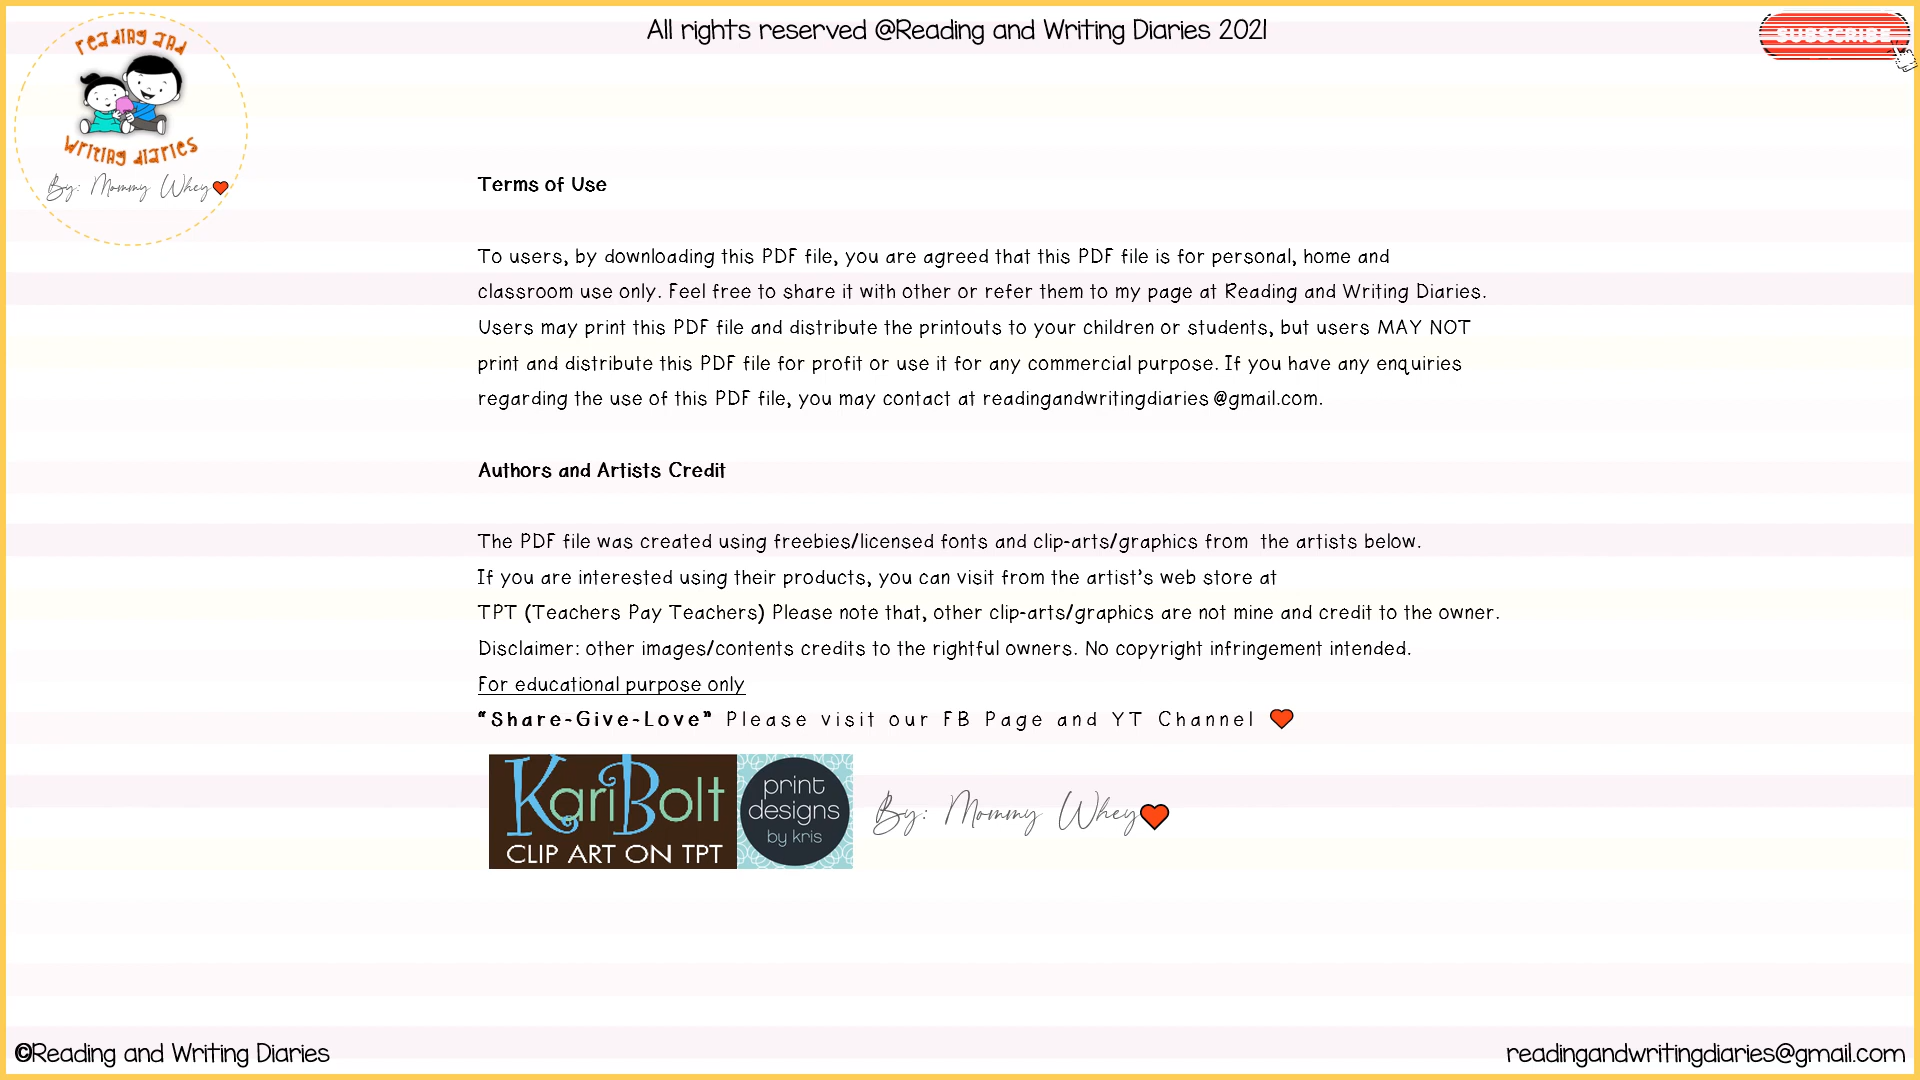 All rights reserved @Reading and Writing Diaries 2021
SUBSCRIBE
reading and
writing diaries
By: Mommy Whey
Terms of Use
To users, by downloading this PDF file, you are agreed that this PDF file is for personal, home and
classroom use only. Feel free to share it with other or refer them to my page at Reading and Writing Diaries.
Users may print this PDF file and distribute the printouts to your children or students, but users MAY NOT
print and distribute this PDF file for profit or use it for any commercial purpose. If you have any enquiries
regarding the use of this PDF file, you may contact at readingandwritingdiaries@gmail.com.
Authors and Artists Credit
The PDF file was created using freebies/licensed fonts and clip-arts/graphics from the artists below.
If you are interested using their products, you can visit from the artist's web store at
TPT (Teachers Pay Teachers) Please note that, other clip-arts/graphics are not mine and credit to the owner.
Disclaimer: other images/contents credits to the rightful owners. No copyright infringement intended.
For educational purpose only
"Share-Give-Love" Please visit our FB Page and YT Channel ❤
KariBolt
CLIP ART ON TPT
print
designs
by kris
By: Mommy Whey
©Reading and Writing Diaries
readingandwritingdiaries@gmail.com